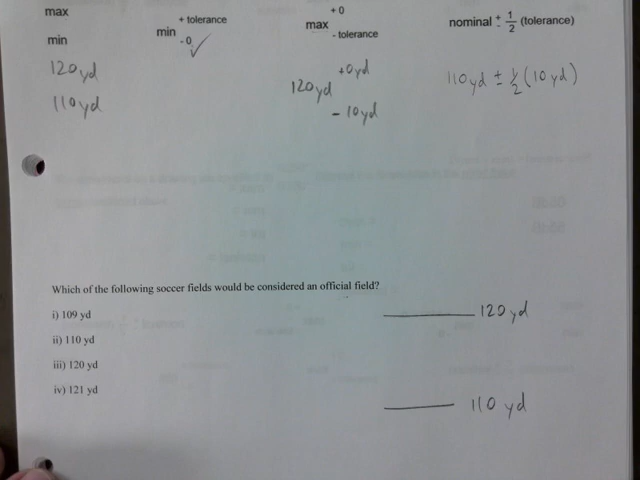 max
min
min + tolerance
- 0
max + 0
- tolerance
nominal ± 1/2 (tolerance)
120 yd
110 yd
120 yd +0 yd
- 10 yd
110 yd ± 1/2 (10 yd)
Which of the following soccer fields would be considered an official field?
i) 109 yd
ii) 110 yd
iii) 120 yd
iv) 121 yd
120 yd
110 yd